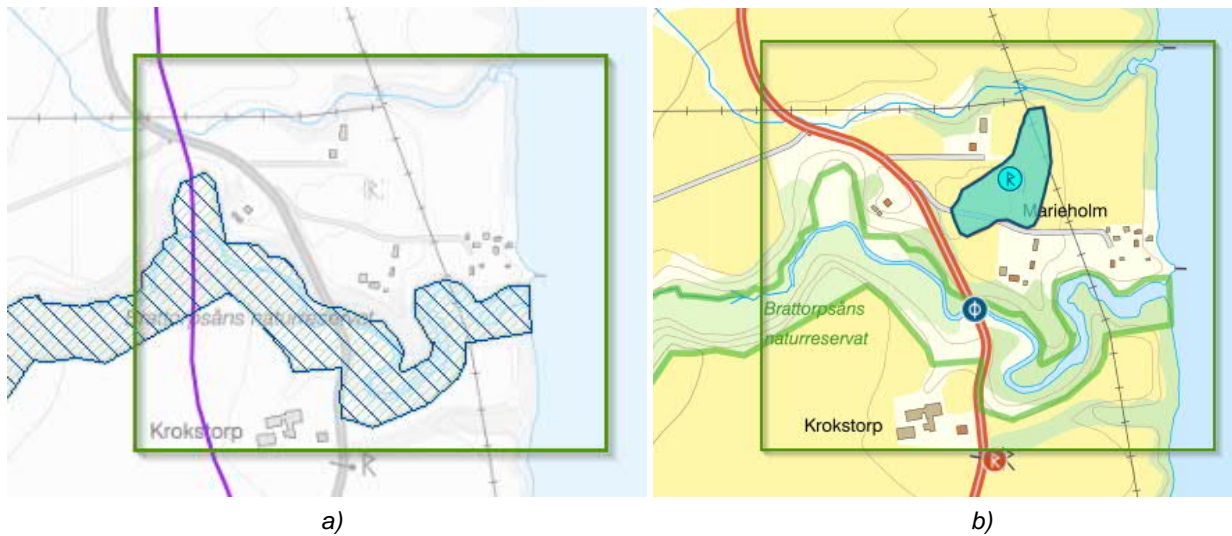 Brattorpsåns naturreservat
Krokstorp
a)
Marieholm
Brattorpsåns
naturreservat
Krokstorp
b)